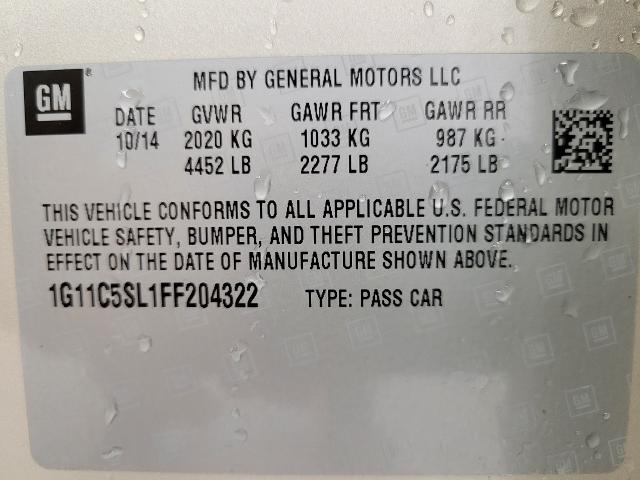 GM
MFD BY GENERAL MOTORS LLC
DATE GVWR GAWR FRT GAWR RR
10/14 2020 KG 1033 KG 987 KG
4452 LB 2277 LB 2175 LB
THIS VEHICLE CONFORMS TO ALL APPLICABLE U.S. FEDERAL MOTOR
VEHICLE SAFETY, BUMPER, AND THEFT PREVENTION STANDARDS IN
EFFECT ON THE DATE OF MANUFACTURE SHOWN ABOVE.
1G11C5SL1FF204322 TYPE: PASS CAR